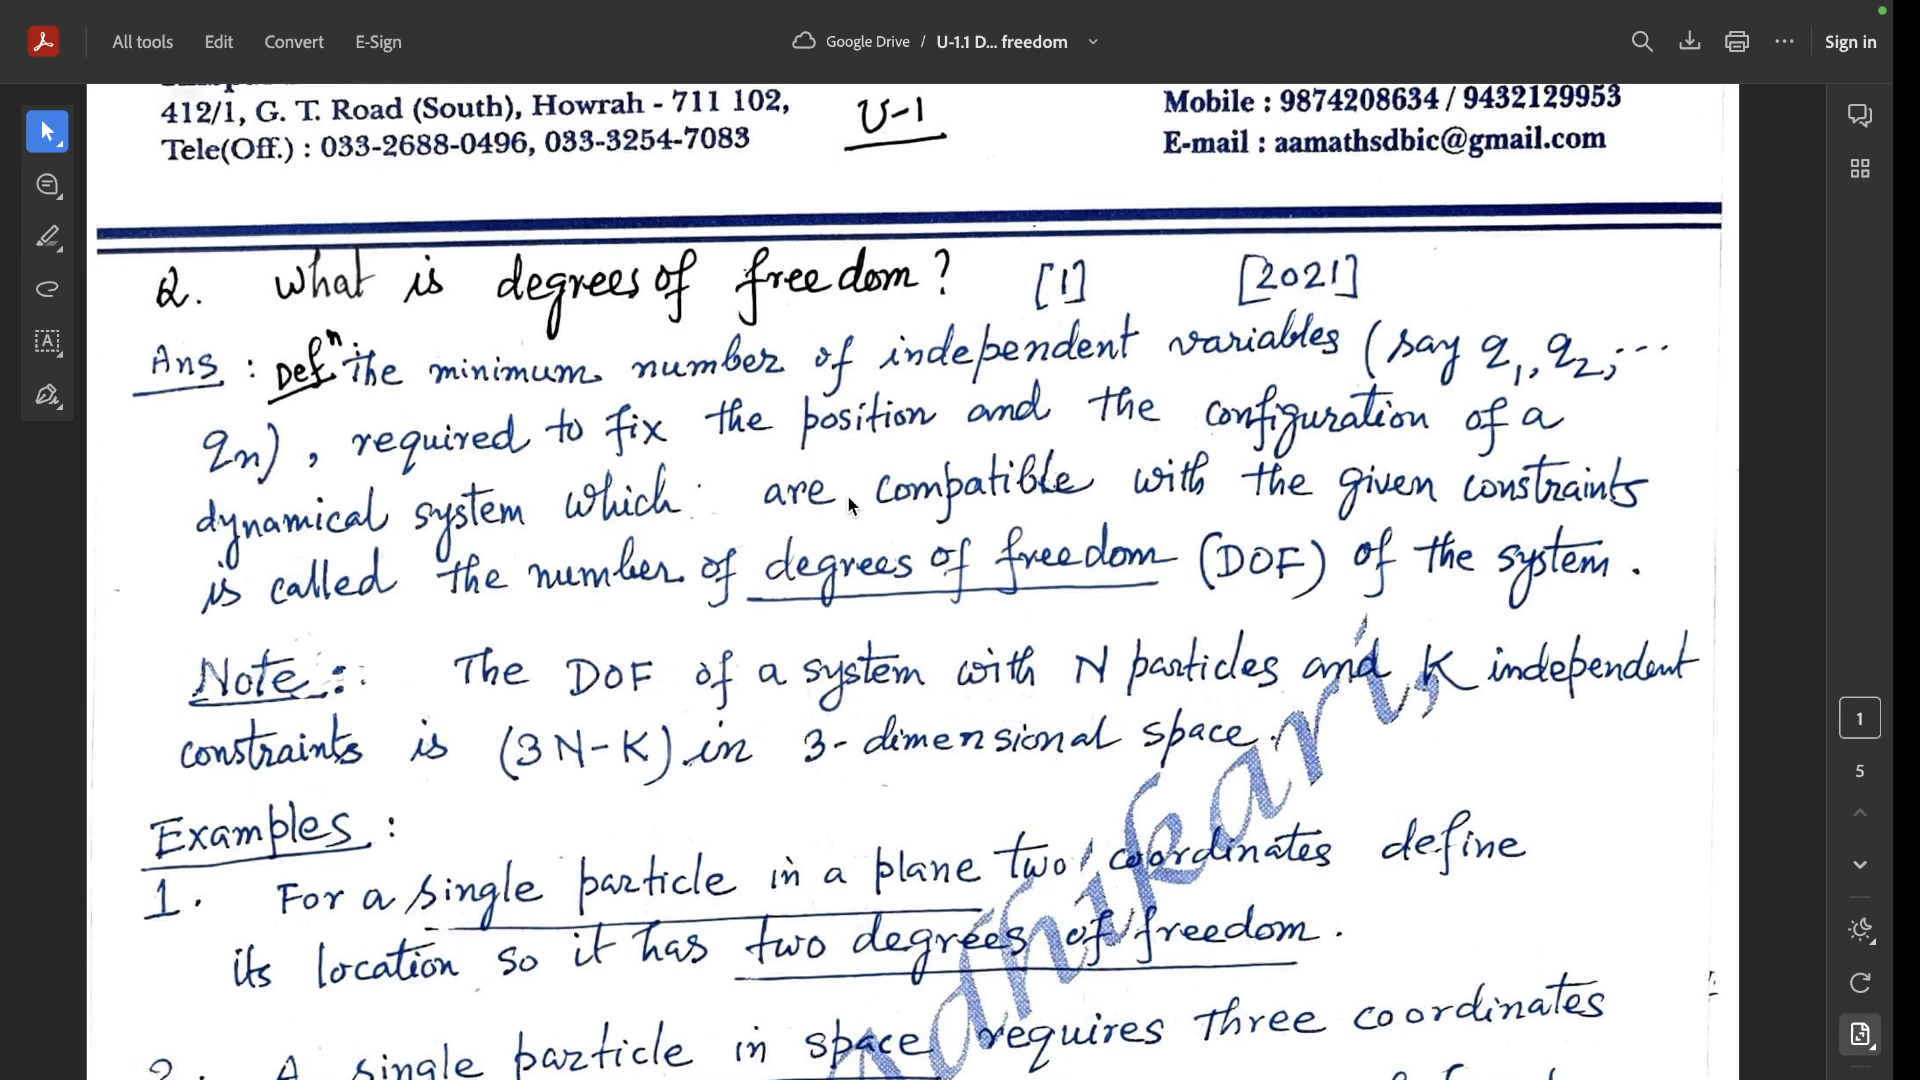 All tools Edit Convert E-Sign Google Drive / U-1.1 D... freedom Sign in
412/1, G. T. Road (South), Howrah - 711 102,
Tele(Off.) : 033-2688-0496, 033-3254-7083
U-1
Mobile : 9874208634 / 9432129953
E-mail : aamathsdbic@gmail.com
Q. What is degrees of freedom? [1] [2021]
Ans : Defⁿ: The minimum number of independent variables (say q₁, q₂, ...
qₙ), required to fix the position and the configuration of a
dynamical system which are compatible with the given constraints
is called the number of degrees of freedom (DOF) of the system.
Note :. The DOF of a system with N particles and K independent
constraints is (3N-K) in 3-dimensional space.
Examples :
1. For a single particle in a plane two coordinates define
its location so it has two degrees of freedom.
2. A single particle in space requires three coordinates
1
5